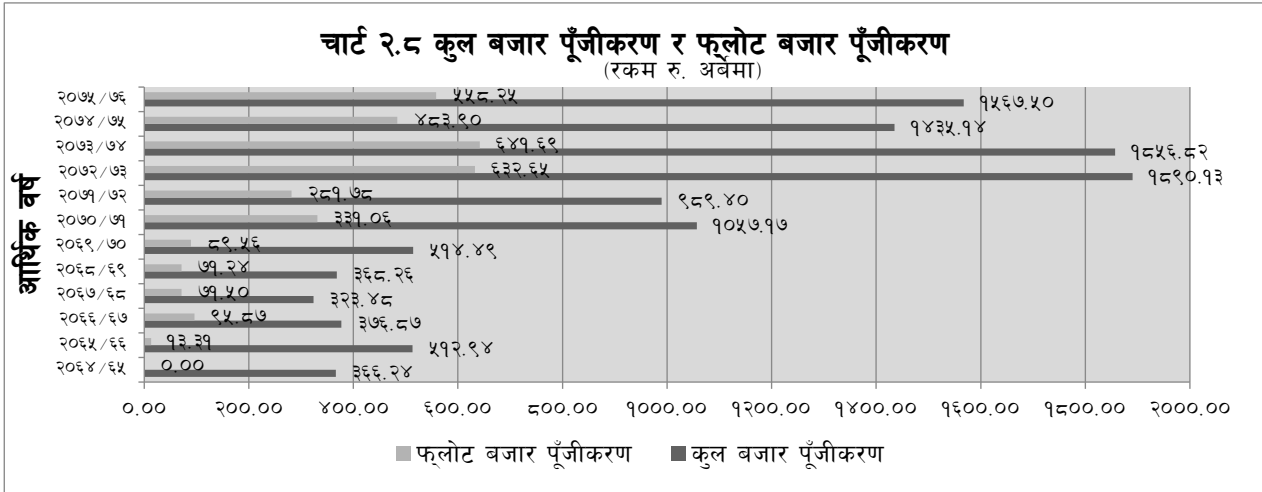 चार्ट २.८ कुल बजार पूँजीकरण र फ्लोट बजार पूँजीकरण
(रकम रु. अर्बमा)
आर्थिक वर्ष
२०७५/७६ ५५८.२५ १५६७.५०
२०७४/७५ ४८३.९० १४३५.१४
२०७३/७४ ६४१.६९ १८५६.८२
२०७२/७३ ६३२.६५ १८९०.१३
२०७१/७२ २८१.७८ ९८९.४०
२०७०/७१ ३३१.०६ १०५७.१७
२०६९/७० ८९.५६ ५१४.४९
२०६८/६९ ७१.२४ ३६८.२६
२०६७/६८ ७१.५० ३२३.४८
२०६६/६७ ९५.८७ ३७६.८७
२०६५/६६ १३.३१ ५१२.९४
२०६४/६५ ०.०० ३६६.२४
०.०० २००.०० ४००.०० ६००.०० ८००.०० १०००.०० १२००.०० १४००.०० १६००.०० १८००.०० २०००.००
फ्लोट बजार पूँजीकरण कुल बजार पूँजीकरण